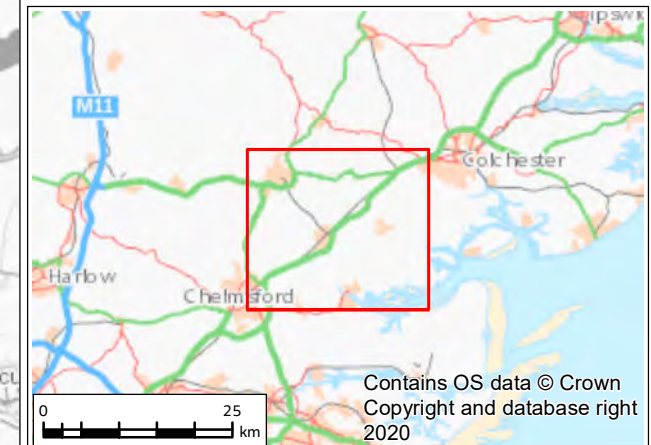 M11
Colchester
Harlow
Chelmsford
Contains OS data © Crown
Copyright and database right
2020
0 25
km